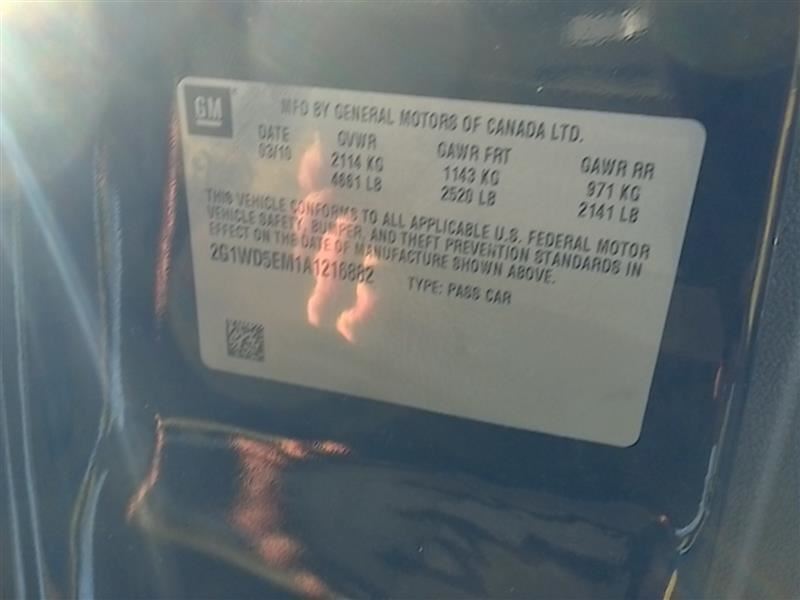 GM
MFD BY GENERAL MOTORS OF CANADA LTD.
DATE GVWR GAWR FRT GAWR RR
03/10 2114 KG 1143 KG 971 KG
4661 LB 2520 LB 2141 LB
THIS VEHICLE CONFORMS TO ALL APPLICABLE U.S. FEDERAL MOTOR
VEHICLE SAFETY, BUMPER, AND THEFT PREVENTION STANDARDS IN
EFFECT ON THE DATE OF MANUFACTURE SHOWN ABOVE.
2G1WD5EM1A1216882 TYPE: PASS CAR